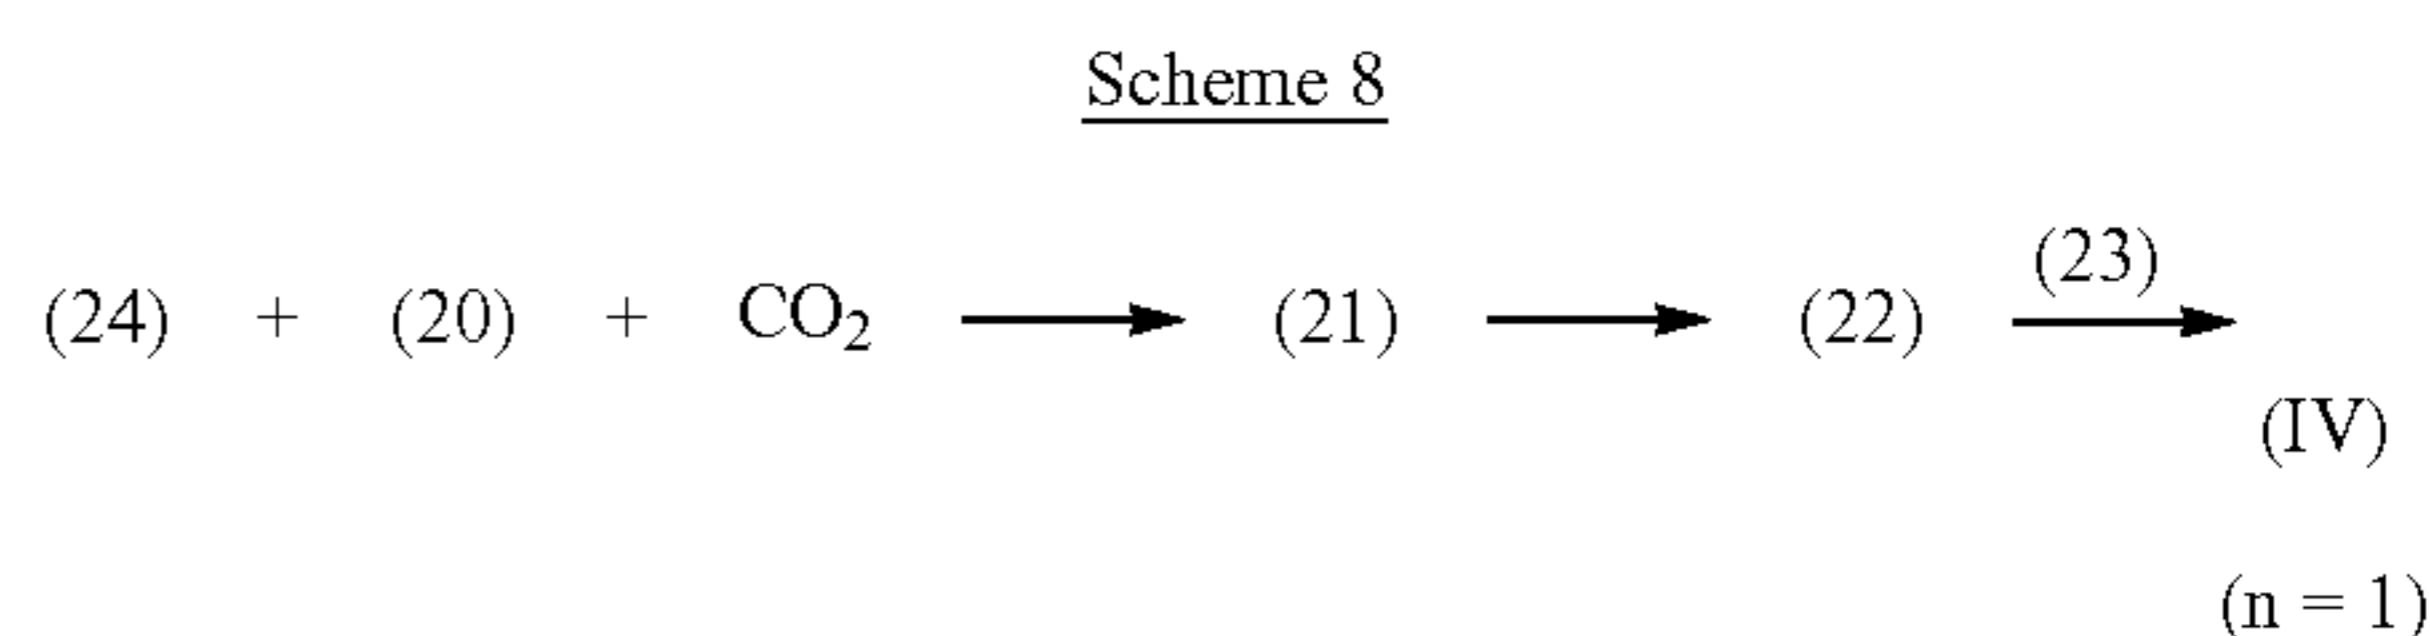 Scheme 8
(23)
(24) + (20) + CO₂ → (21) → (22) →
(IV)
(n = 1)